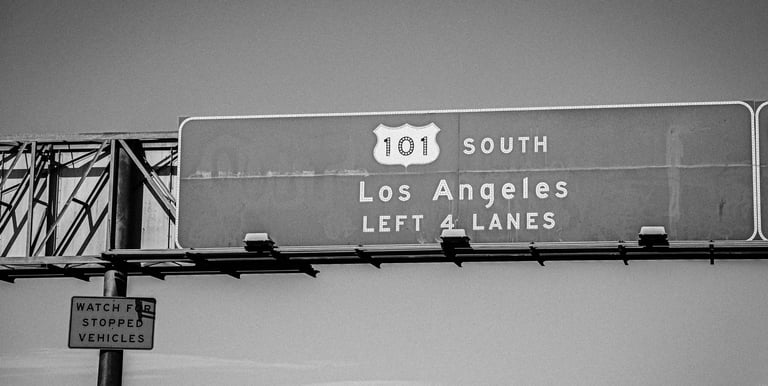 101 SOUTH
Los Angeles
LEFT 4 LANES
WATCH FOR
STOPPED
VEHICLES